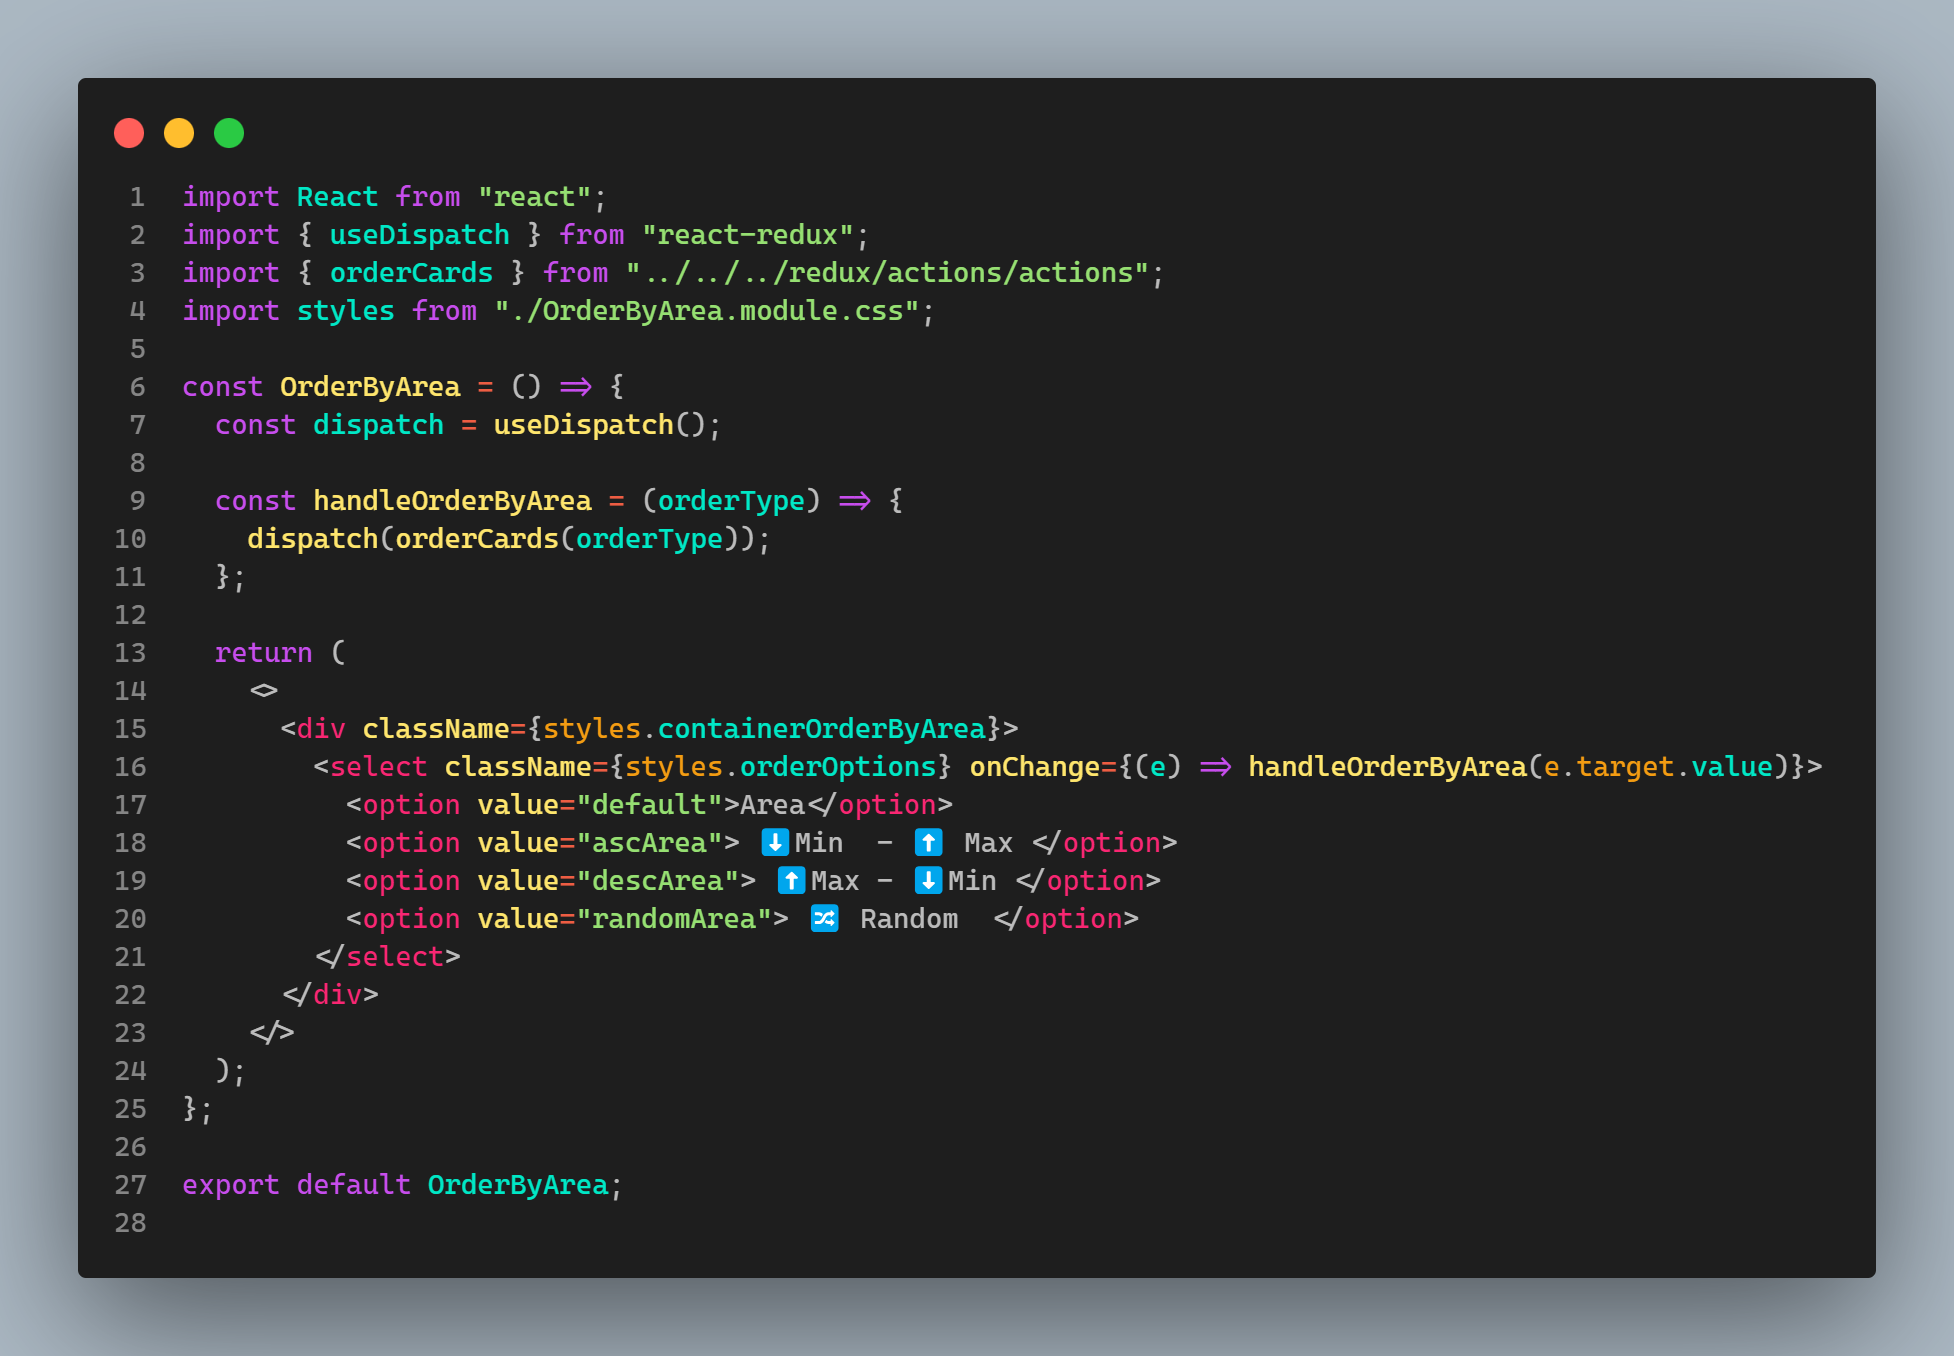 1 import React from "react";
2 import { useDispatch } from "react-redux";
3 import { orderCards } from "../../../redux/actions/actions";
4 import styles from "./OrderByArea.module.css";
5
6 const OrderByArea = () => {
7   const dispatch = useDispatch();
8
9   const handleOrderByArea = (orderType) => {
10     dispatch(orderCards(orderType));
11   };
12
13   return (
14     <>
15       <div className={styles.containerOrderByArea}>
16         <select className={styles.orderOptions} onChange={(e) => handleOrderByArea(e.target.value)}>
17           <option value="default">Area</option>
18           <option value="ascArea"> ⬇️Min  - ⬆️ Max </option>
19           <option value="descArea"> ⬆️Max - ⬇️Min </option>
20           <option value="randomArea"> 🔀 Random  </option>
21         </select>
22       </div>
23     </>
24   );
25 };
26
27 export default OrderByArea;
28